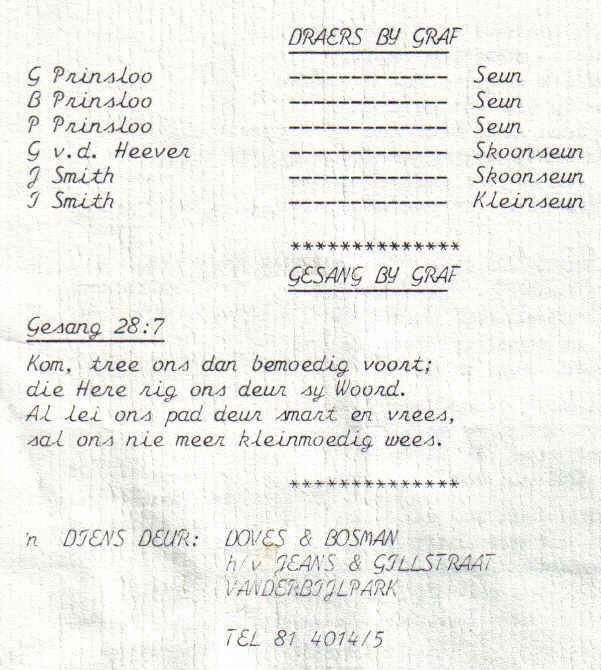 DRAERS BY GRAF
G Prinsloo ------------- Seun
B Prinsloo ------------- Seun
P Prinsloo ------------- Seun
G v.d. Heever ------------- Skoonseun
J Smith ------------- Skoonseun
I Smith ------------- Kleinseun
**************
GESANG BY GRAF
Gesang 28:7
Kom, tree ons dan bemoedig voort;
die Here rig ons deur sy Woord.
Al lei ons pad deur smart en vrees,
sal ons nie meer kleinmoedig wees.
**************
'n DIENS DEUR: DOVES & BOSMAN
h/v JEANS & GILLSTRAAT
VANDERBIJLPARK
TEL 81 4014/5